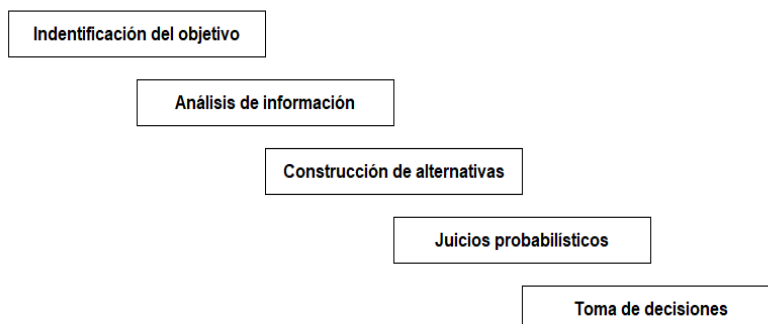 Indentificación del objetivo
Análisis de información
Construcción de alternativas
Juicios probabilísticos
Toma de decisiones